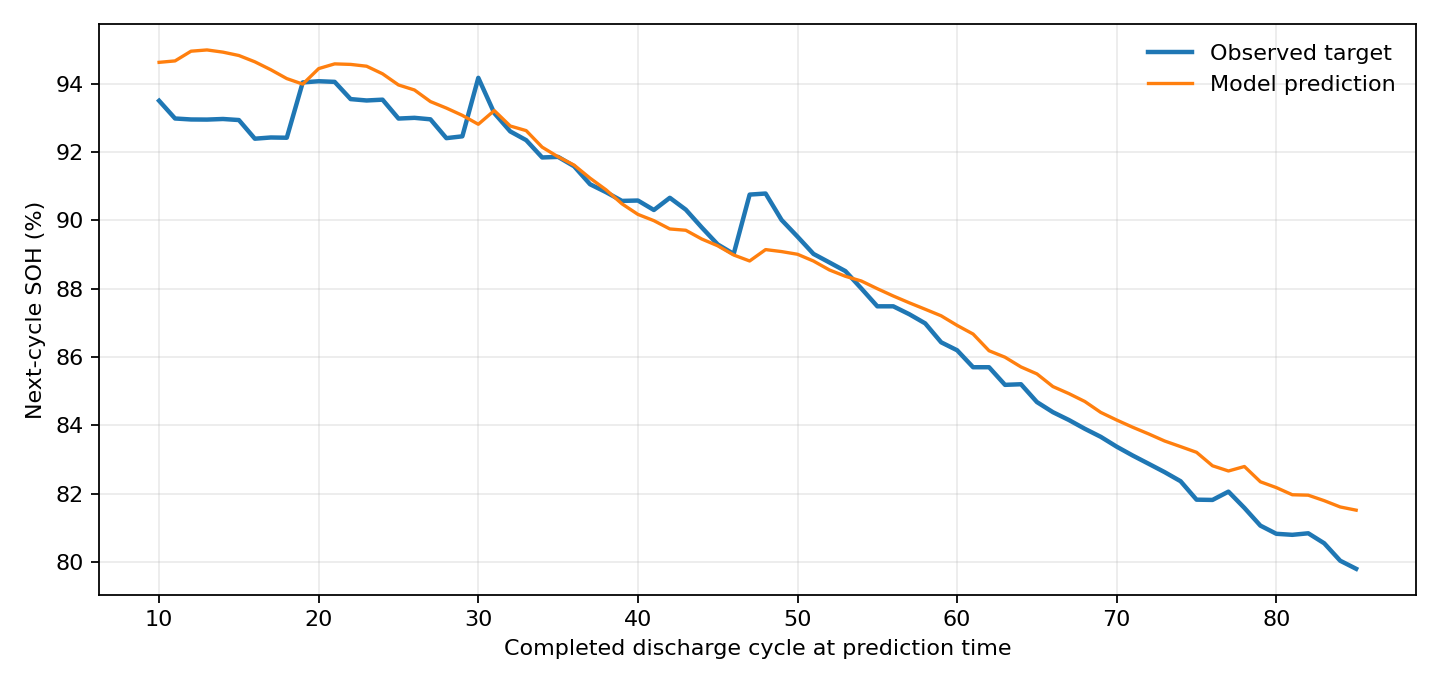 Observed target
Model prediction
Next-cycle SOH (%)
94
92
90
88
86
84
82
80
10 20 30 40 50 60 70 80
Completed discharge cycle at prediction time